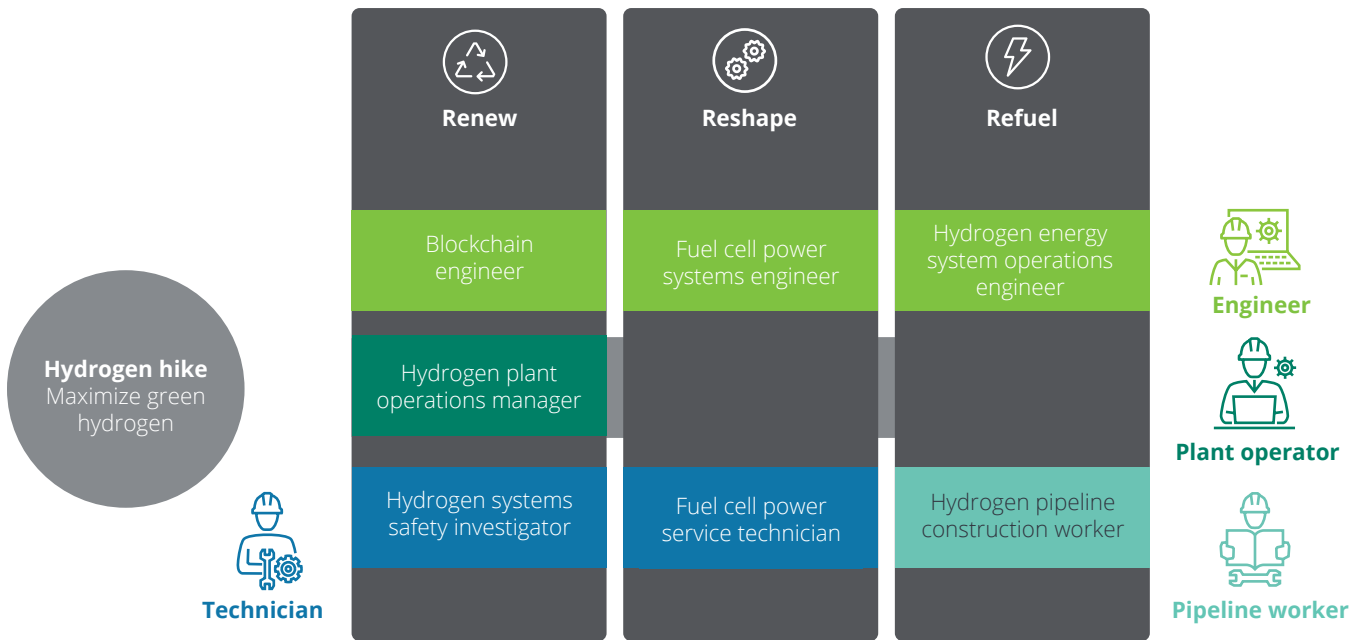 Renew
Reshape
Refuel
Blockchain
engineer
Fuel cell power
systems engineer
Hydrogen energy
system operations
engineer
Engineer
Hydrogen hike
Maximize green
hydrogen
Hydrogen plant
operations manager
Plant operator
Hydrogen systems
safety investigator
Fuel cell power
service technician
Hydrogen pipeline
construction worker
Technician
Pipeline worker